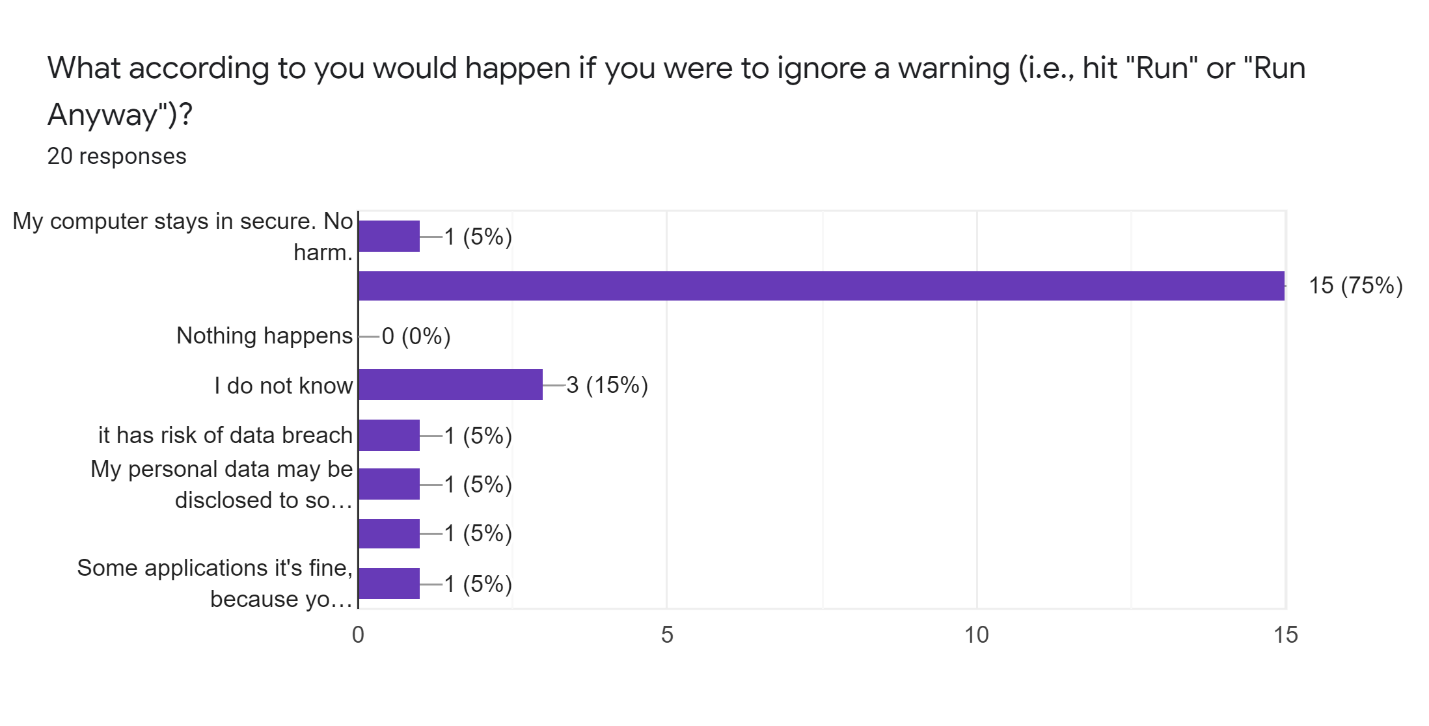 What according to you would happen if you were to ignore a warning (i.e., hit "Run" or "Run
Anyway")?
20 responses
My computer stays in secure. No
harm.
1 (5%)
15 (75%)
Nothing happens
0 (0%)
I do not know
3 (15%)
it has risk of data breach
1 (5%)
My personal data may be
disclosed to so…
1 (5%)
1 (5%)
Some applications it's fine,
because yo…
1 (5%)
0
5
10
15